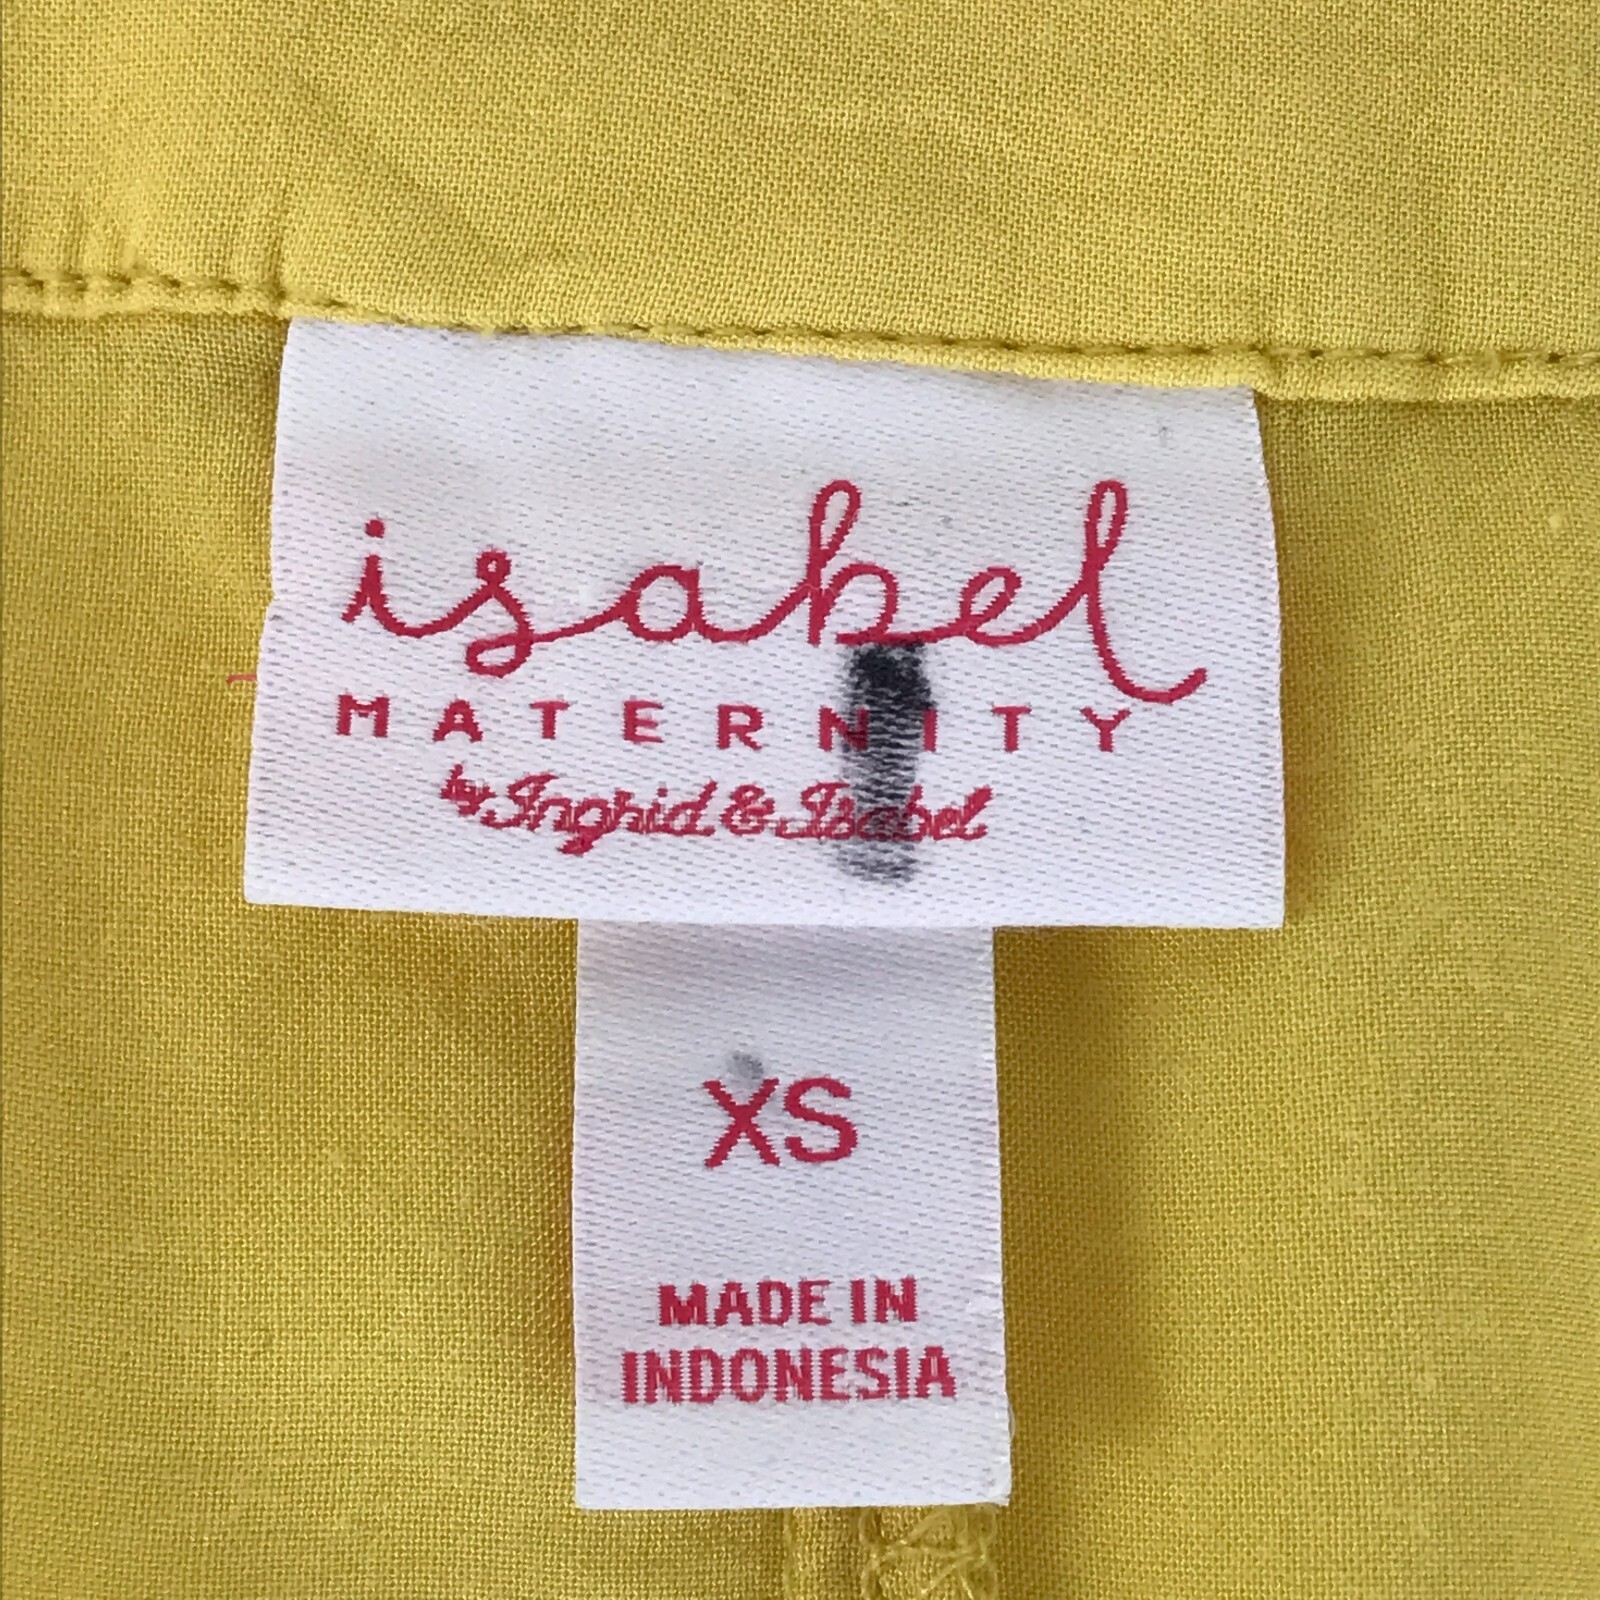 isabel
MATERNITY
by Ingrid & Isabel
XS
MADE IN
INDONESIA